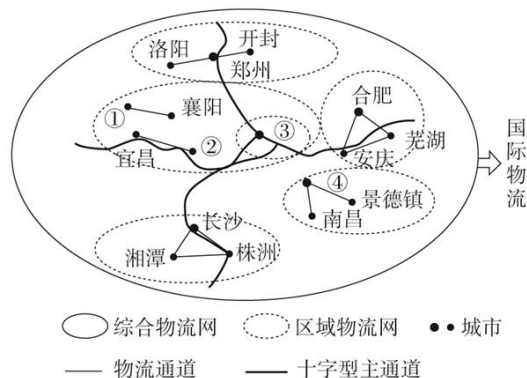 洛阳
开封
郑州
①
襄阳
宜昌
②
③
合肥
芜湖
安庆
④
景德镇
南昌
长沙
湘潭
株洲
国际物流
综合物流网
区域物流网
城市
物流通道
十字型主通道